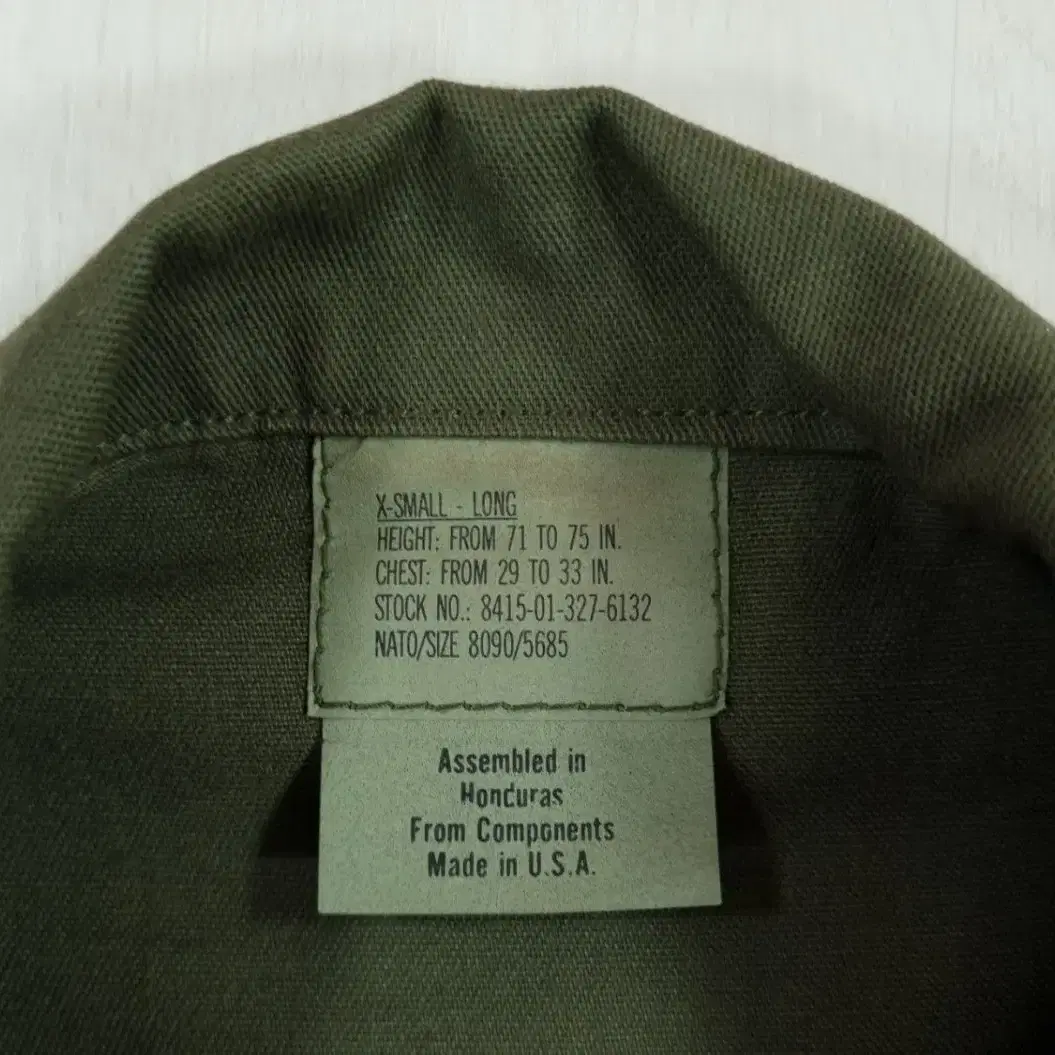 X-SMALL - LONG
HEIGHT: FROM 71 TO 75 IN.
CHEST: FROM 29 TO 33 IN.
STOCK NO.: 8415-01-327-6132
NATO/SIZE 8090/5685
Assembled in
Honduras
From Components
Made in U.S.A.